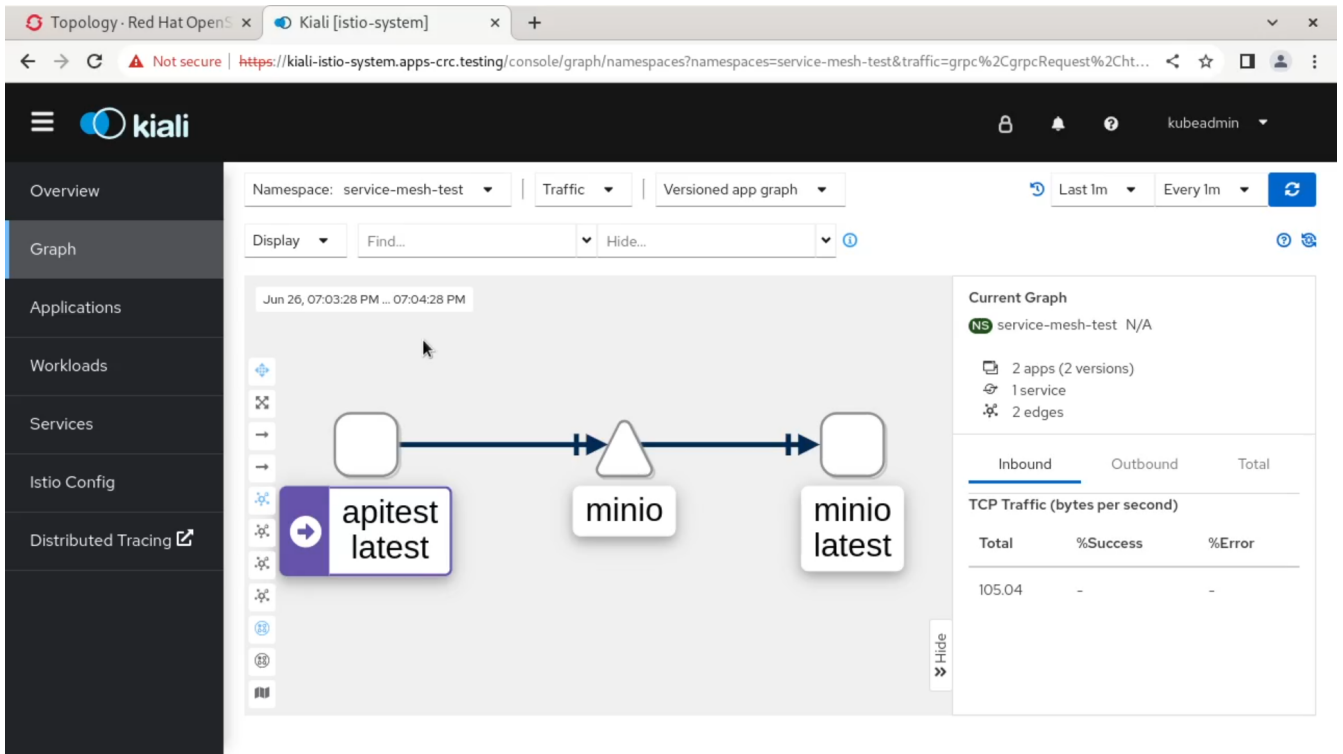 Topology · Red Hat OpenS
Kiali [istio-system]
Not secure
https://kiali-istio-system.apps-crc.testing/console/graph/namespaces?namespaces=service-mesh-test&traffic=grpc%2CgrpcRequest%2Cht...
kiali
kubeadmin
Overview
Graph
Applications
Workloads
Services
Istio Config
Distributed Tracing
Namespace: service-mesh-test
Traffic
Versioned app graph
Last 1m
Every 1m
Display
Find...
Hide...
Jun 26, 07:03:28 PM ... 07:04:28 PM
apitest
latest
minio
minio
latest
Hide
Current Graph
NS service-mesh-test N/A
2 apps (2 versions)
1 service
2 edges
Inbound Outbound Total
TCP Traffic (bytes per second)
Total %Success %Error
105.04 - -